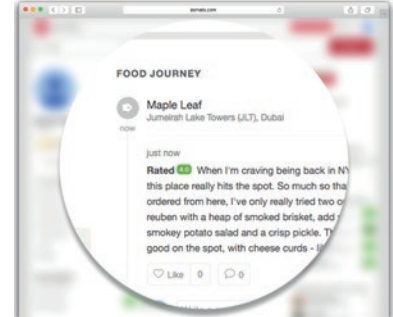 zomato.com
FOOD JOURNEY
Maple Leaf
Jumeirah Lake Towers (JLT), Dubai
now
just now
Rated 4.0 When I'm craving being back in NY
this place really hits the spot. So much so tha
ordered from here, I've only really tried two o
reuben with a heap of smoked brisket, add s
smokey potato salad and a crisp pickle. Th
good on the spot, with cheese curds -
Like 0 0